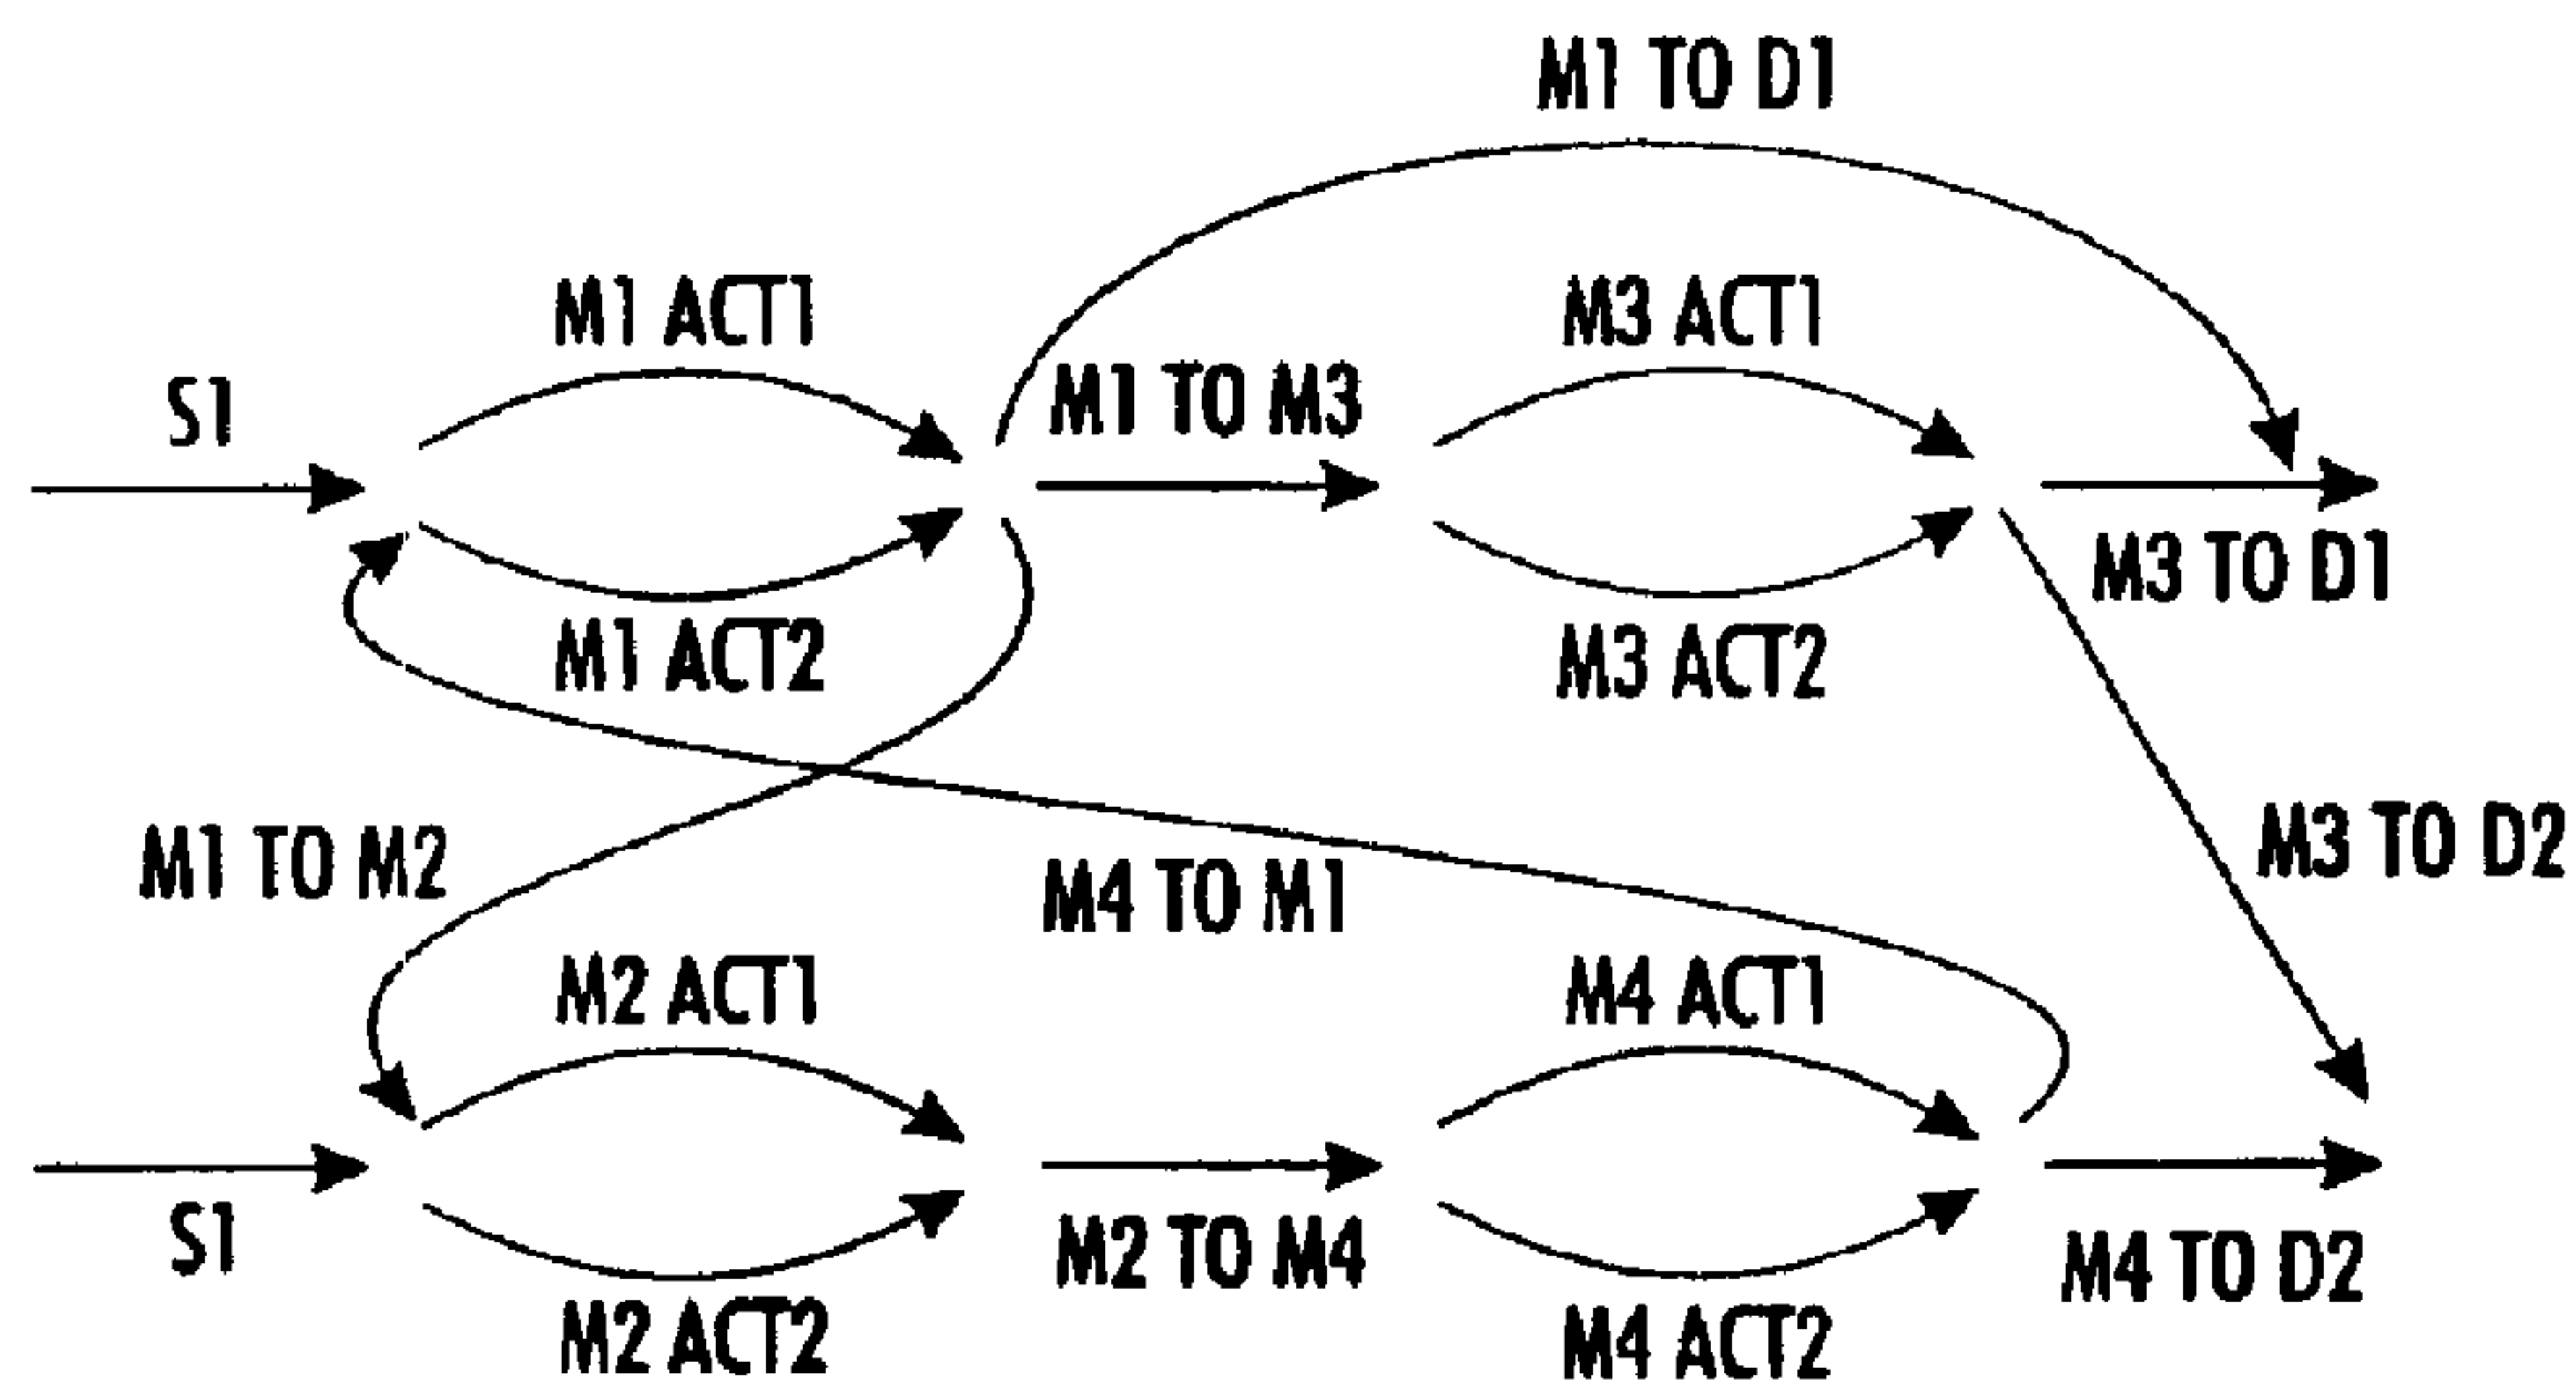 M1 TO D1
M1 ACT1
M3 ACT1
S1
M1 TO M3
M3 TO D1
M1 ACT2
M3 ACT2
M1 TO M2
M4 TO M1
M3 TO D2
M2 ACT1
M4 ACT1
S1
M2 TO M4
M4 TO D2
M2 ACT2
M4 ACT2